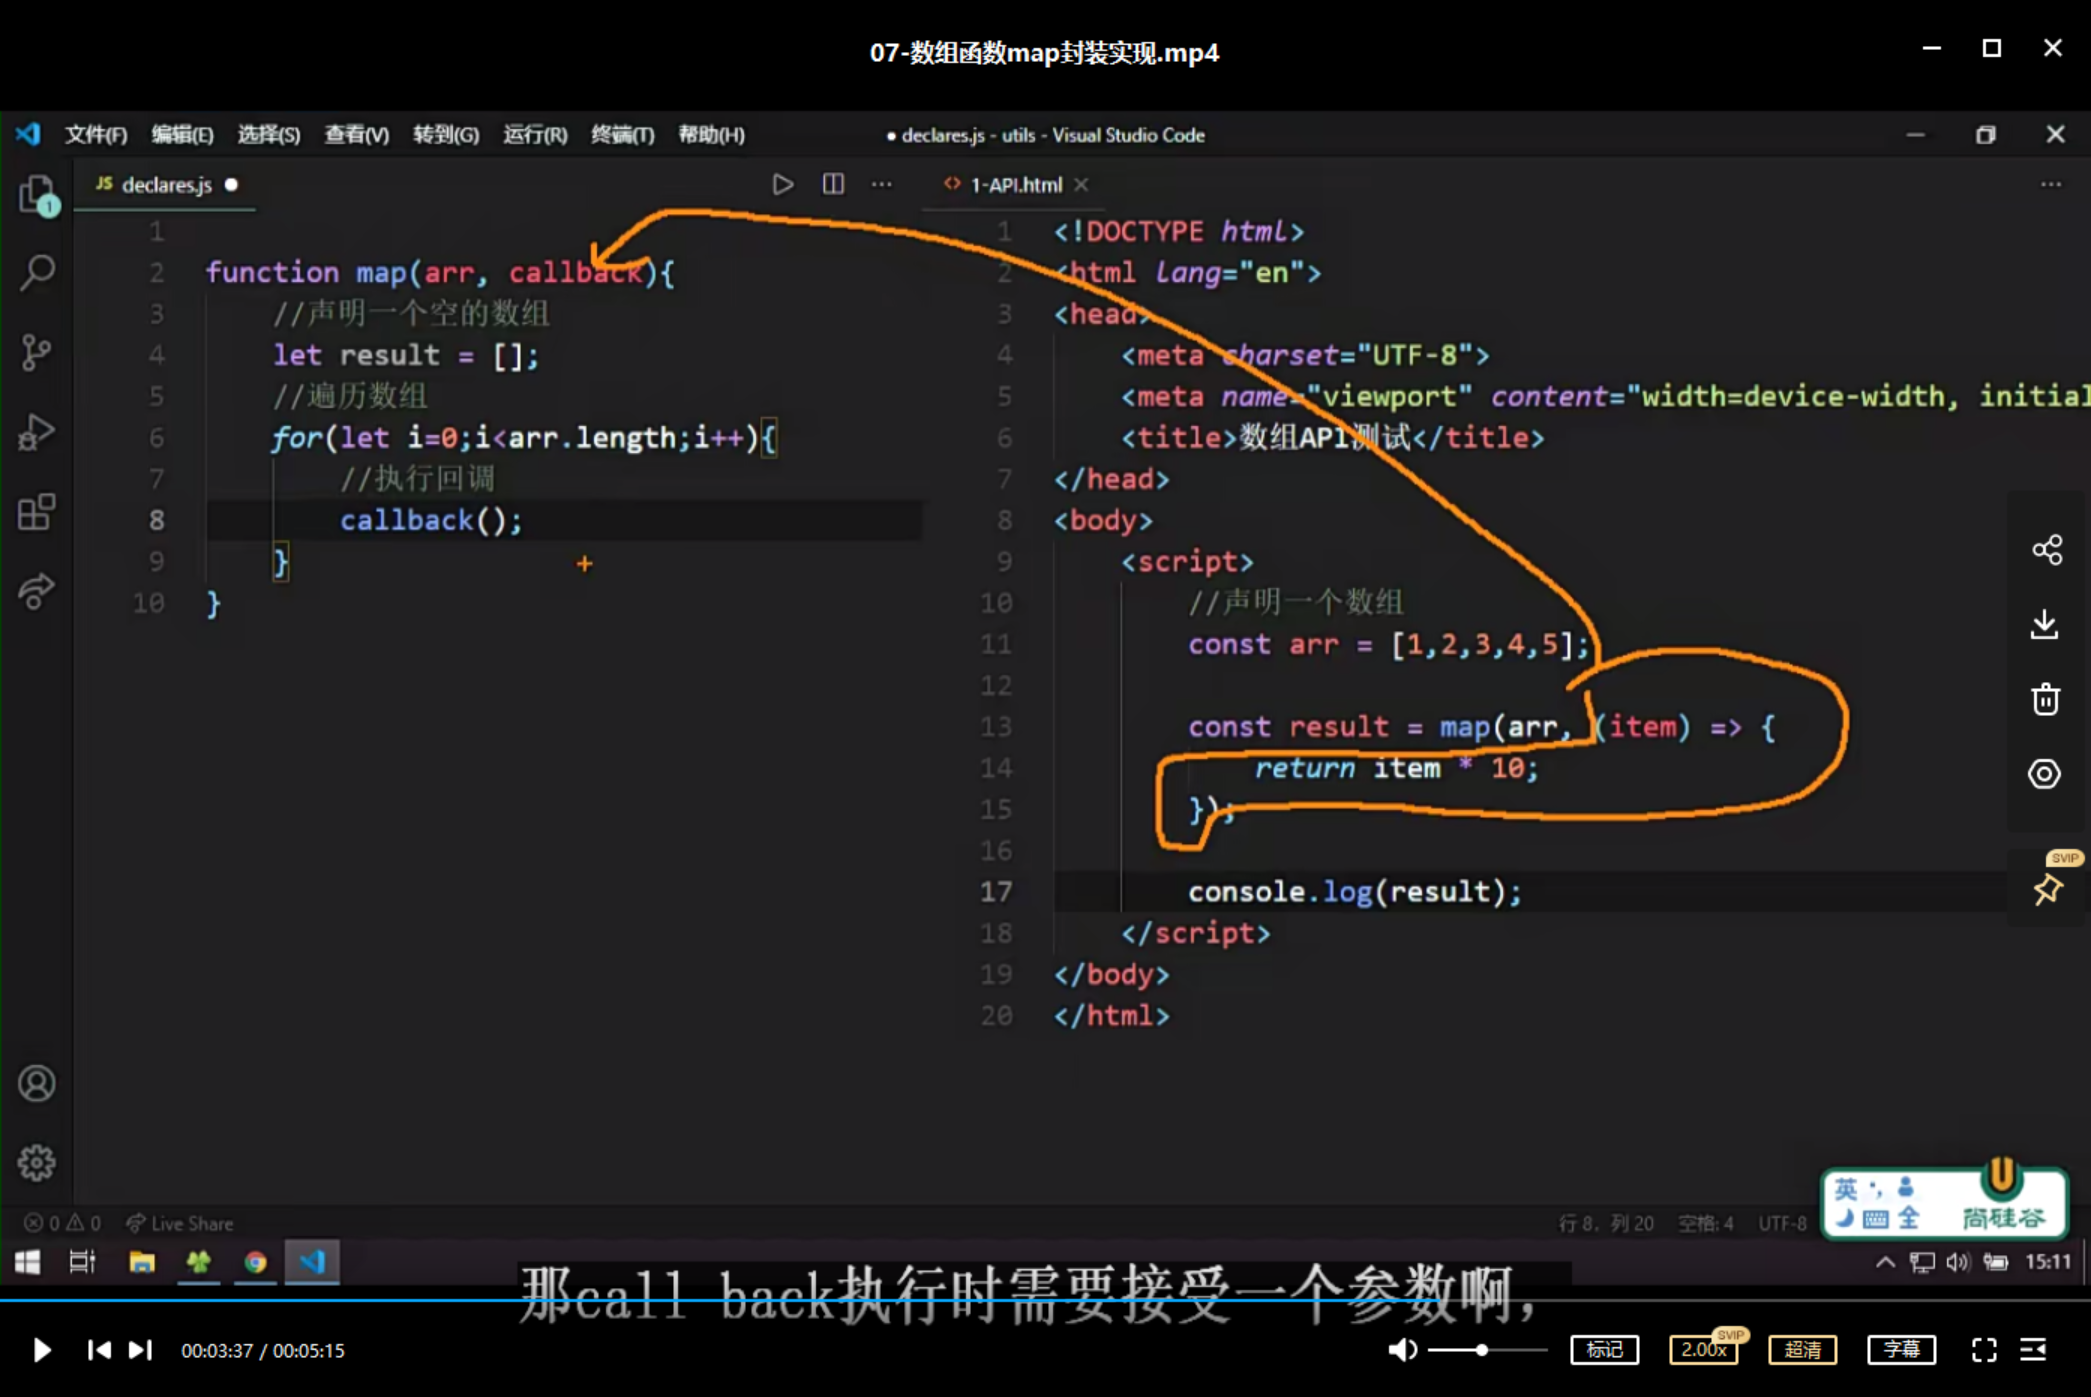 07-数组函数map封装实现.mp4
文件(F) 编辑(E) 选择(S) 查看(V) 转到(G) 运行(R) 终端(T) 帮助(H)
● declares.js - utils - Visual Studio Code
1
JS declares.js ●
1
2 function map(arr, callback){
3 //声明一个空的数组
4 let result = [];
5 //遍历数组
6 for(let i=0;i<arr.length;i++){
7 //执行回调
8 callback();
9 }
10 }
<> 1-API.html
1 <!DOCTYPE html>
2 <html lang="en">
3 <head>
4 <meta charset="UTF-8">
5 <meta name="viewport" content="width=device-width, initial
6 <title>数组API测试</title>
7 </head>
8 <body>
9 <script>
10 //声明一个数组
11 const arr = [1,2,3,4,5];
12
13 const result = map(arr, (item) => {
14 return item * 10;
15 });
16
17 console.log(result);
18 </script>
19 </body>
20 </html>
SVIP
0 0 Live Share
行 8, 列 20 空格: 4 UTF-8
英 全
尚硅谷
15:11
那call back执行时需要接受一个参数啊,
00:03:37 / 00:05:15
标记
2.00x
SVIP
超清
字幕